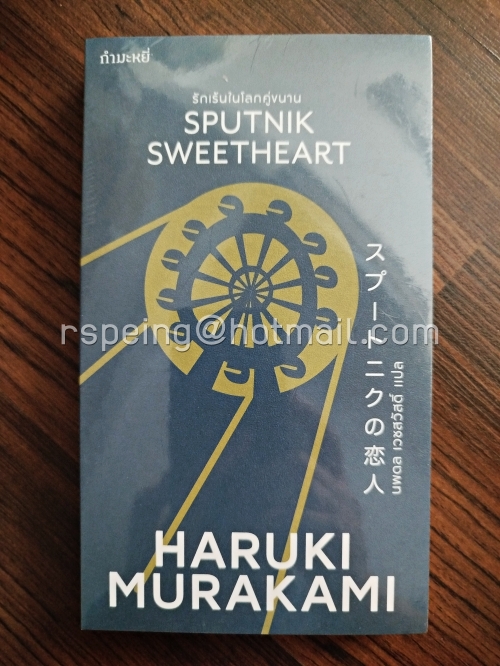 กำมะหยี่
รักเร้นในโลกคู่ขนาน
SPUTNIK
SWEETHEART
スプートニクの恋人
นพดล เวชสวัสดิ์ แปล
rspeing@hotmail.com
HARUKI
MURAKAMI